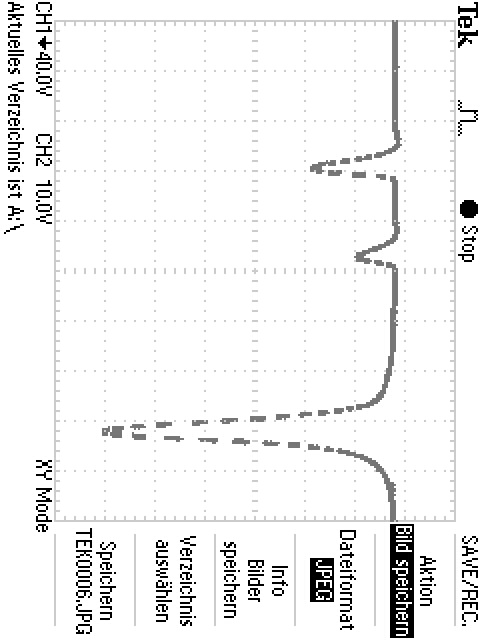 Tek
Stop
SAVE/REC.
Aktion
Bild speichern
Dateiformat
JPEG
Info
Bilder
speichern
Verzeichnis
auswählen
Speichern
TEK0006.JPG
CH1 40.0V CH2 10.0V XY Mode
Aktuelles Verzeichnis ist A:\